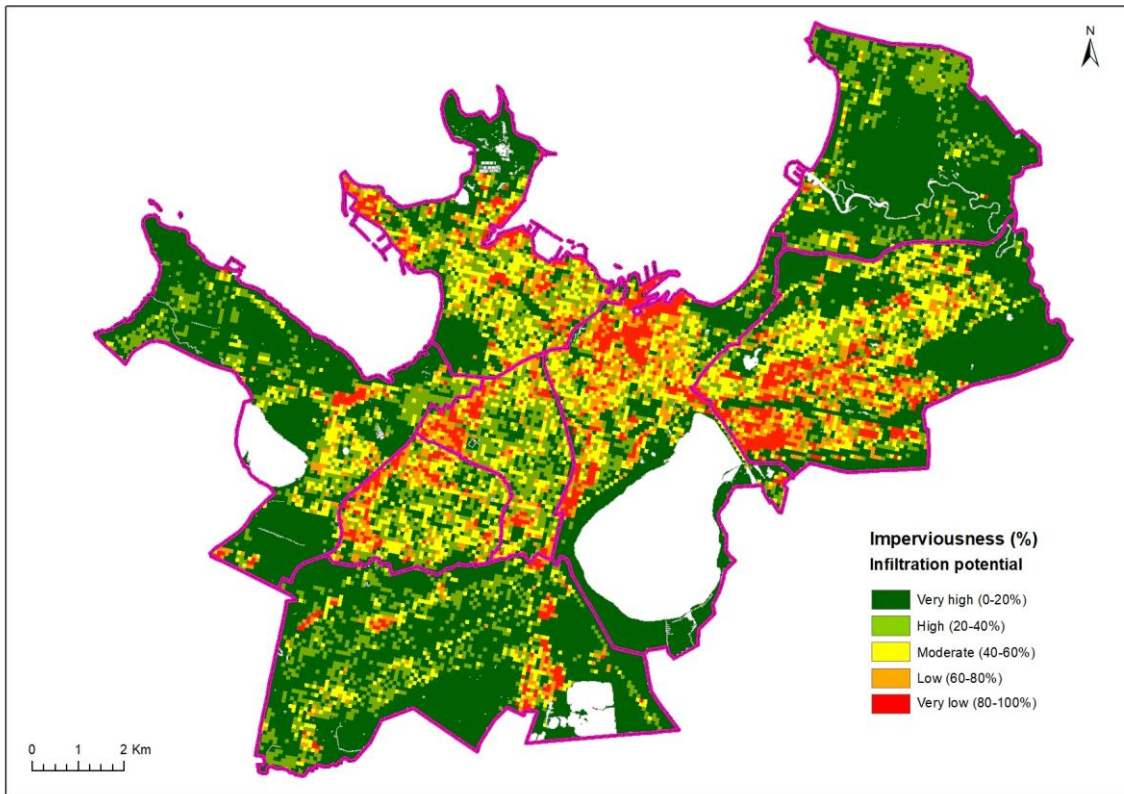 N
Imperviousness (%)
Infiltration potential
Very high (0-20%)
High (20-40%)
Moderate (40-60%)
Low (60-80%)
Very low (80-100%)
0 1 2 Km